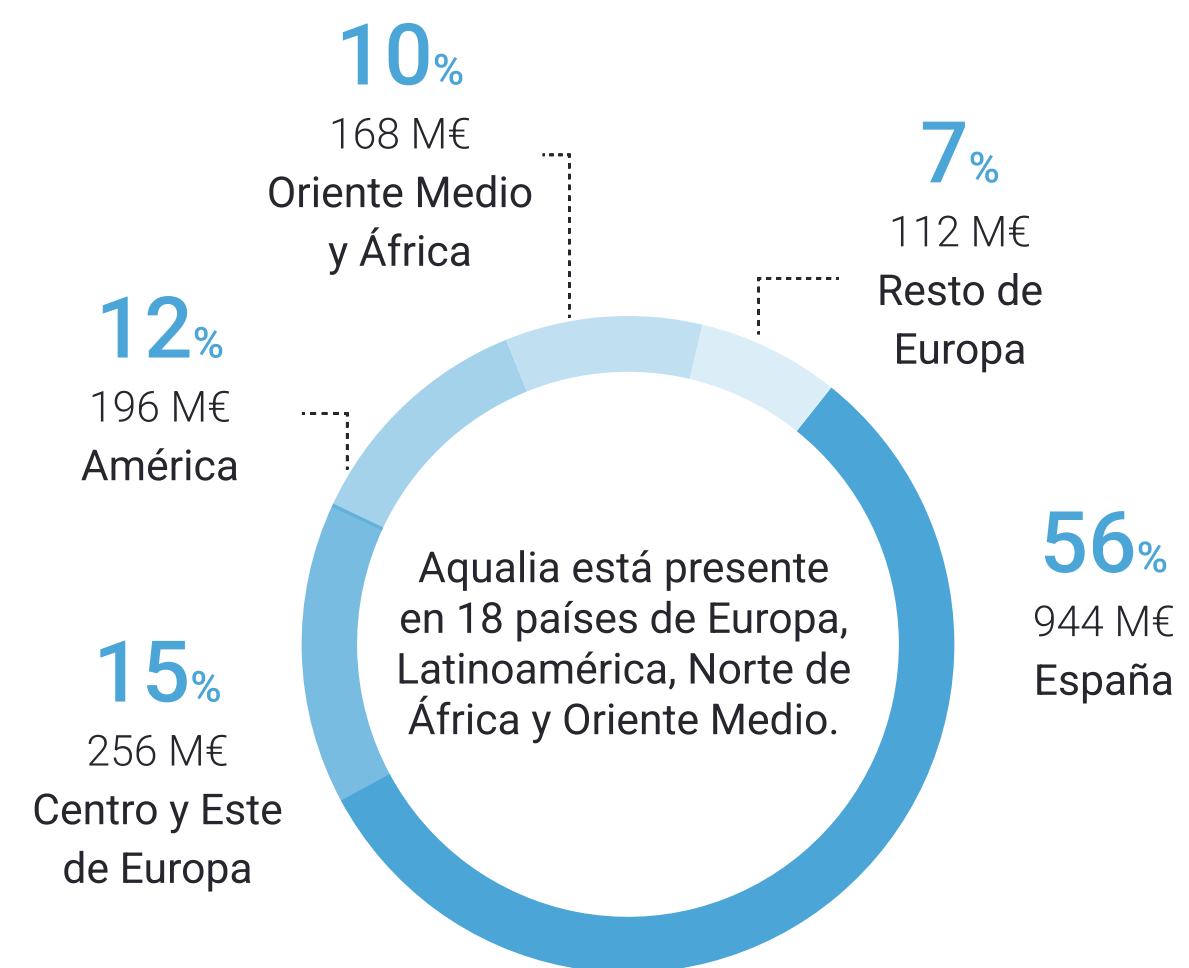 10%
168 M€
Oriente Medio
y África
7%
112 M€
Resto de
Europa
12%
196 M€
América
56%
944 M€
España
Aqualia está presente
en 18 países de Europa,
Latinoamérica, Norte de
África y Oriente Medio.
15%
256 M€
Centro y Este
de Europa